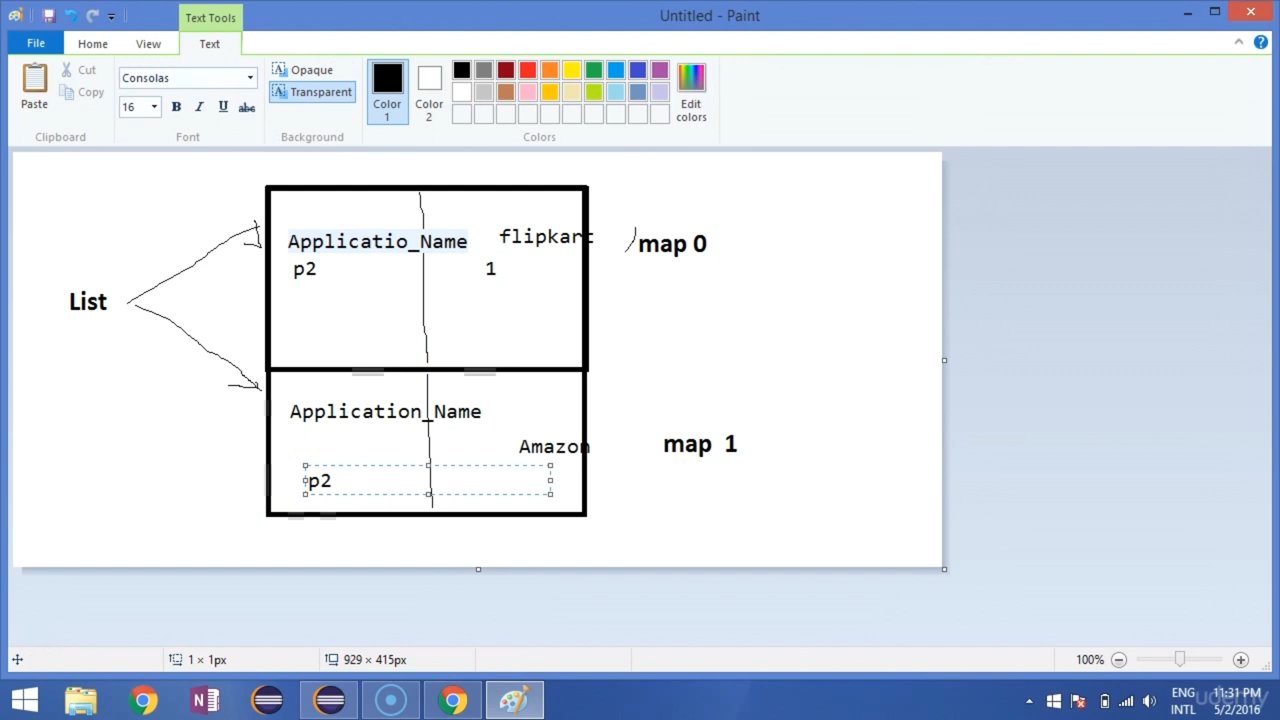 Text Tools
Untitled - Paint
File
Home
View
Text
Paste
Cut
Copy
Clipboard
Consolas
16
B I U abc
Font
Opaque
Transparent
Background
Color 1
Color 2
Edit colors
Colors
Applicatio_Name flipkart map 0
p2 1
List
Application_Name
Amazon map 1
p2
1 × 1px
929 × 415px
100%
ENG 11:31 PM
INTL 5/2/2016
udemy